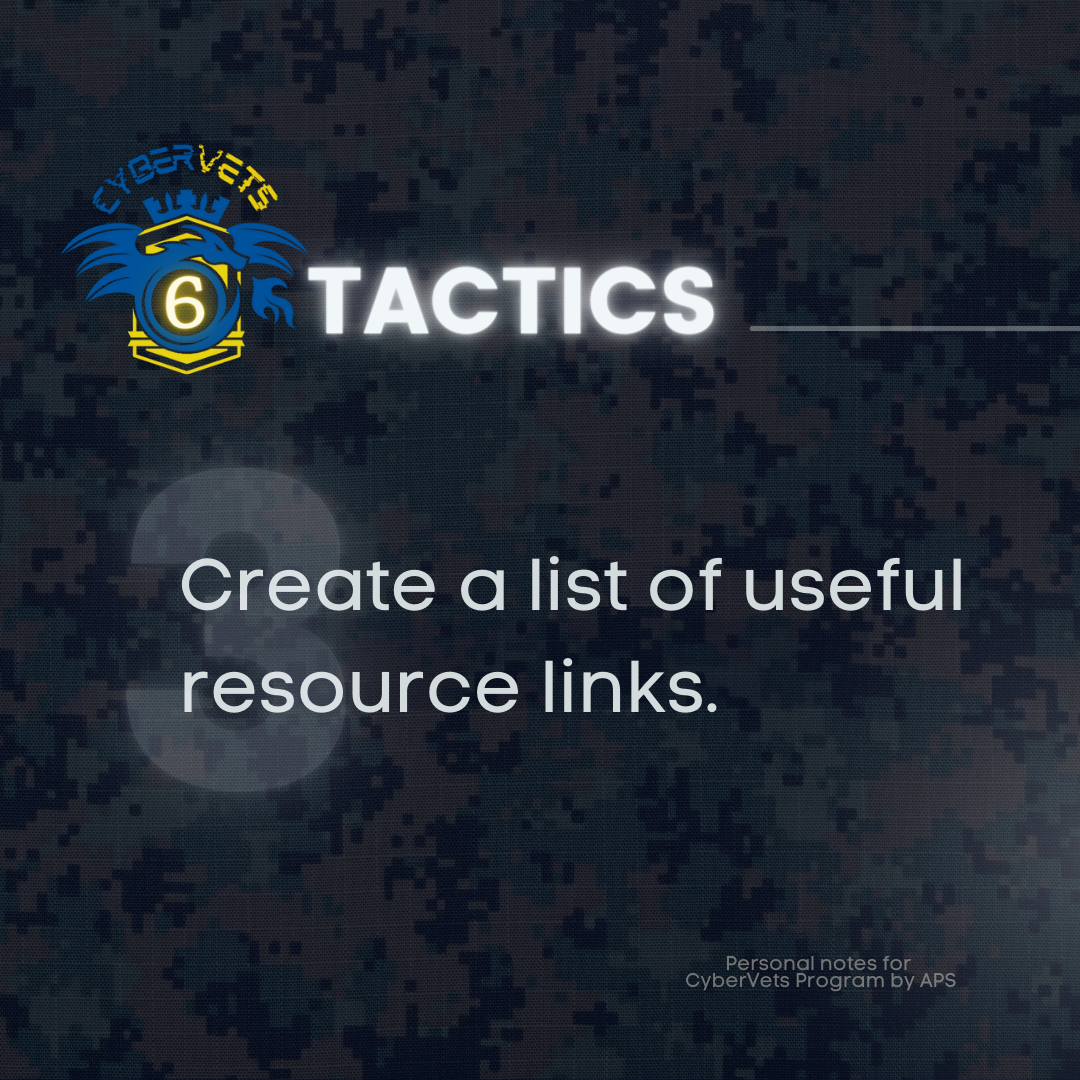 CYBERVETS
6 TACTICS
3
Create a list of useful
resource links.
Personal notes for
CyberVets Program by APS